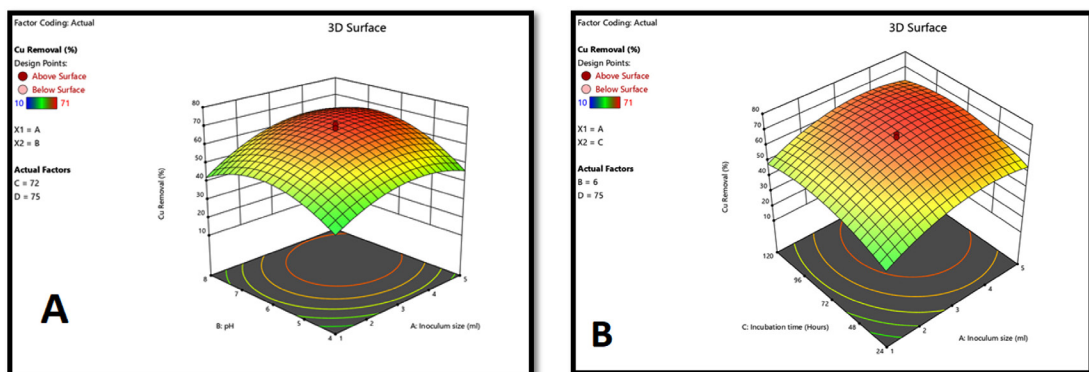 Factor Coding: Actual
3D Surface
Cu Removal (%)
Design Points:
Above Surface
Below Surface
10 71
X1 = A
X2 = B
Actual Factors
C = 72
D = 75
Cu Removal (%)
80
70
60
50
40
30
20
10
8
7
6
5
4
B: pH
1
2
3
4
5
A: Inoculum size (ml)
A
Factor Coding: Actual
3D Surface
Cu Removal (%)
Design Points:
Above Surface
Below Surface
10 71
X1 = A
X2 = C
Actual Factors
B = 6
D = 75
Cu Removal (%)
80
70
60
50
40
30
20
10
120
96
72
48
24
C: Incubation time (Hours)
1
2
3
4
5
A: Inoculum size (ml)
B